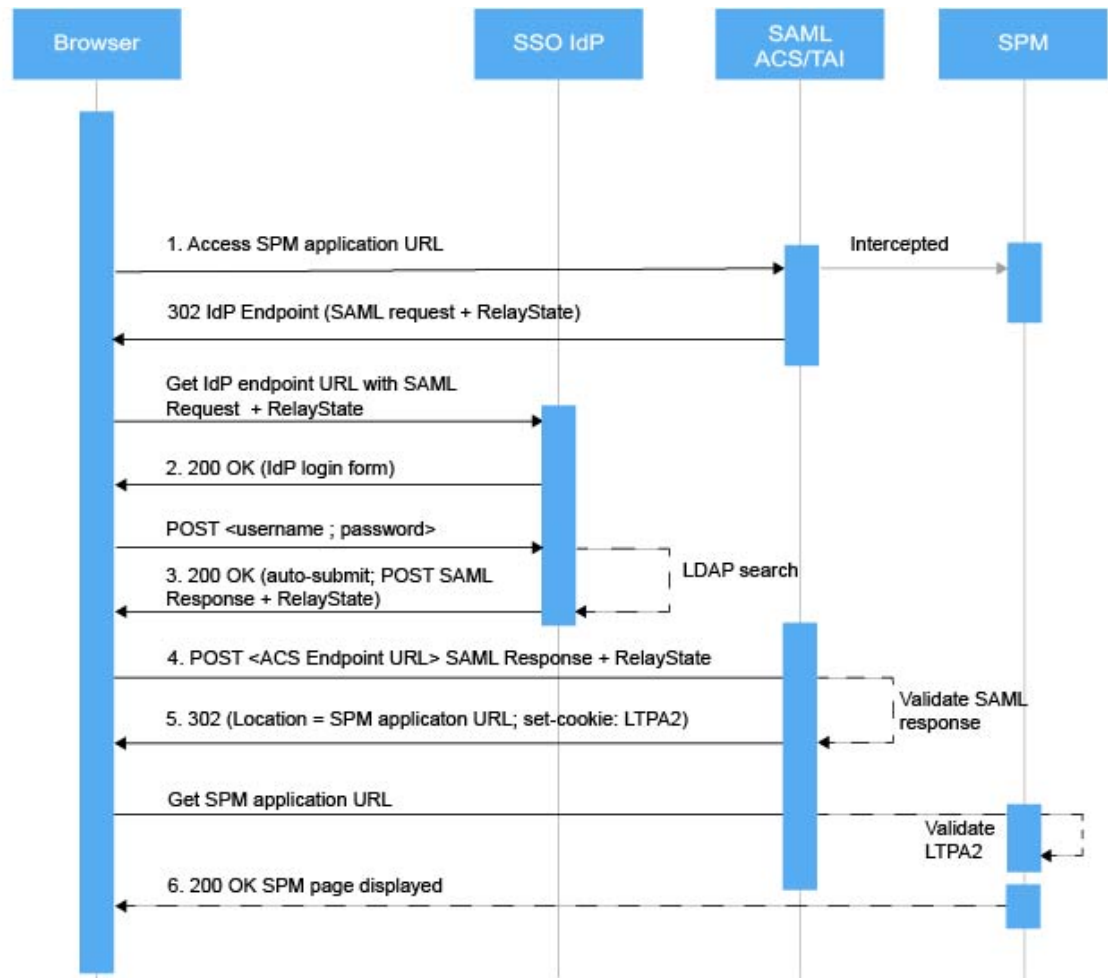 Browser
SSO IdP
SAML
ACS/TAI
SPM
1. Access SPM application URL
Intercepted
302 IdP Endpoint (SAML request + RelayState)
Get IdP endpoint URL with SAML
Request + RelayState
2. 200 OK (IdP login form)
POST <username ; password>
LDAP search
3. 200 OK (auto-submit; POST SAML
Response + RelayState)
4. POST <ACS Endpoint URL> SAML Response + RelayState
Validate SAML
response
5. 302 (Location = SPM applicaton URL; set-cookie: LTPA2)
Get SPM application URL
Validate
LTPA2
6. 200 OK SPM page displayed